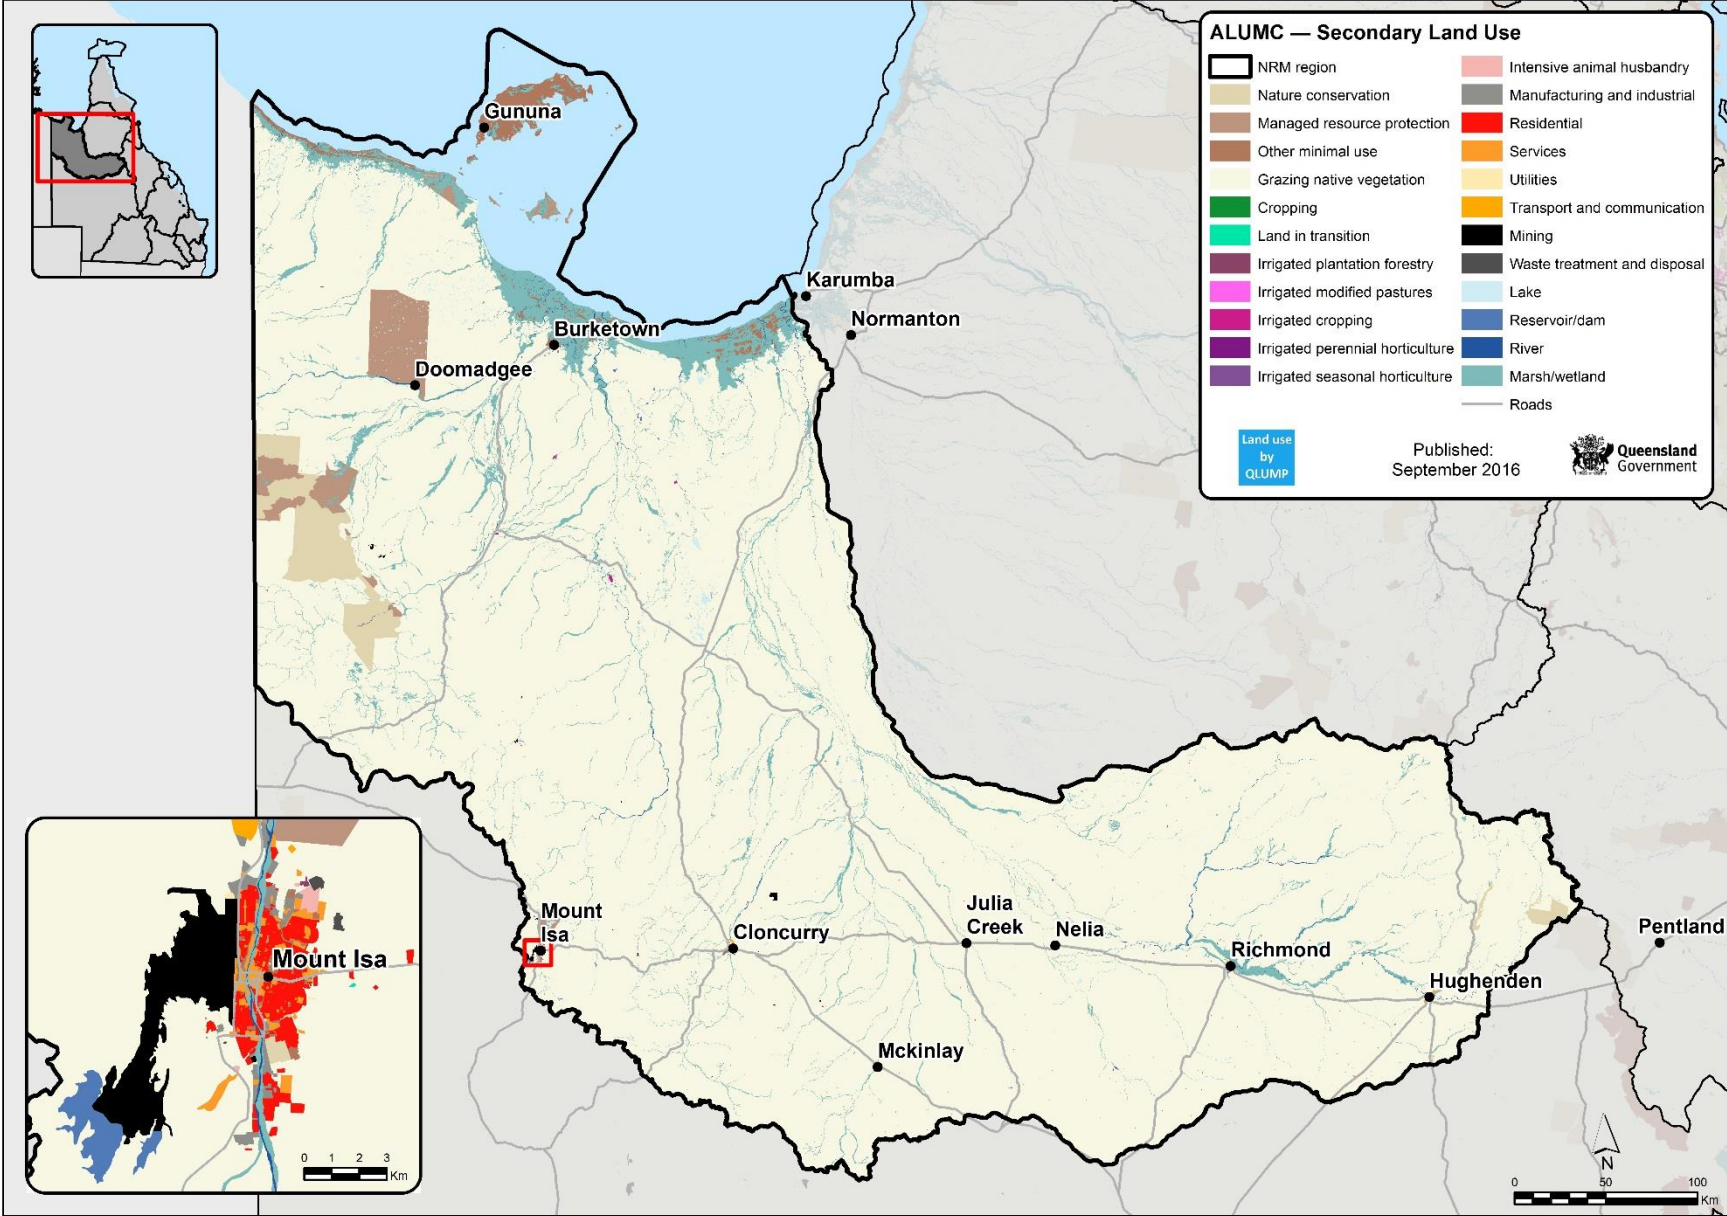 ALUMC — Secondary Land Use
NRM region
Nature conservation
Managed resource protection
Other minimal use
Grazing native vegetation
Cropping
Land in transition
Irrigated plantation forestry
Irrigated modified pastures
Irrigated cropping
Irrigated perennial horticulture
Irrigated seasonal horticulture
Intensive animal husbandry
Manufacturing and industrial
Residential
Services
Utilities
Transport and communication
Mining
Waste treatment and disposal
Lake
Reservoir/dam
River
Marsh/wetland
Roads
Land use
by
QLUMP
Published:
September 2016
Queensland
Government
Gununa
Karumba
Normanton
Burketown
Doomadgee
Mount
Isa
Cloncurry
Julia
Creek
Nelia
Richmond
Hughenden
Pentland
Mckinlay
Mount Isa
0 1 2 3
Km
N
0 50 100
Km